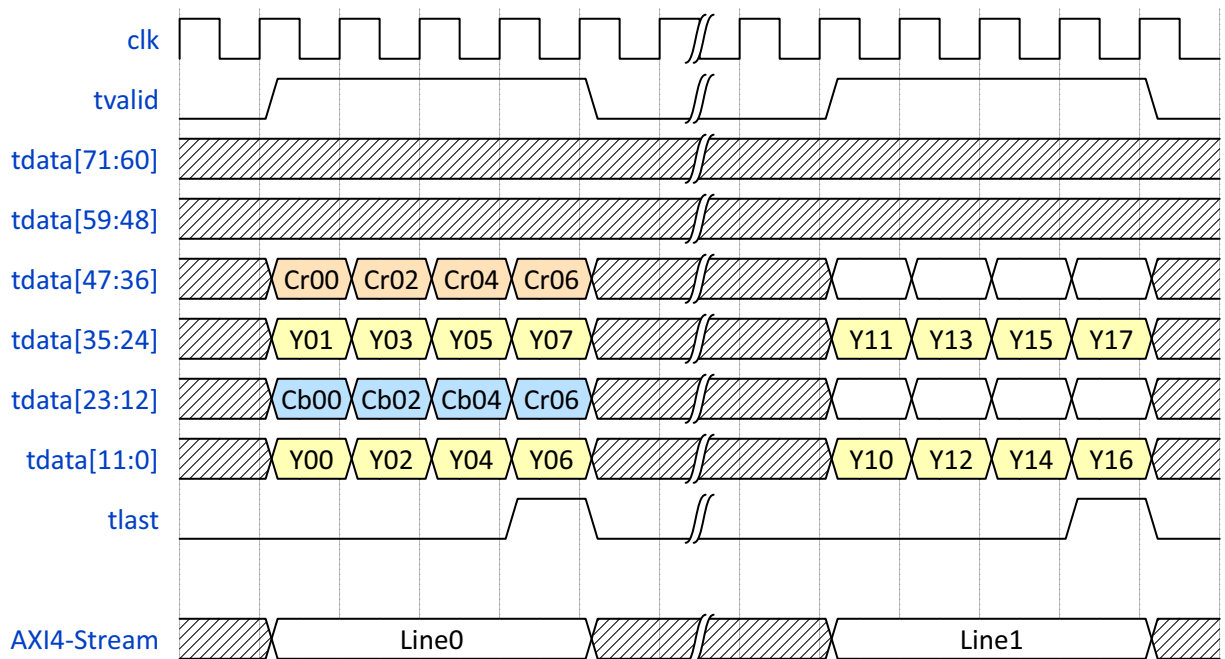 clk
tvalid
tdata[71:60]
tdata[59:48]
tdata[47:36] Cr00 Cr02 Cr04 Cr06
tdata[35:24] Y01 Y03 Y05 Y07 Y11 Y13 Y15 Y17
tdata[23:12] Cb00 Cb02 Cb04 Cr06
tdata[11:0] Y00 Y02 Y04 Y06 Y10 Y12 Y14 Y16
tlast
AXI4-Stream Line0 Line1